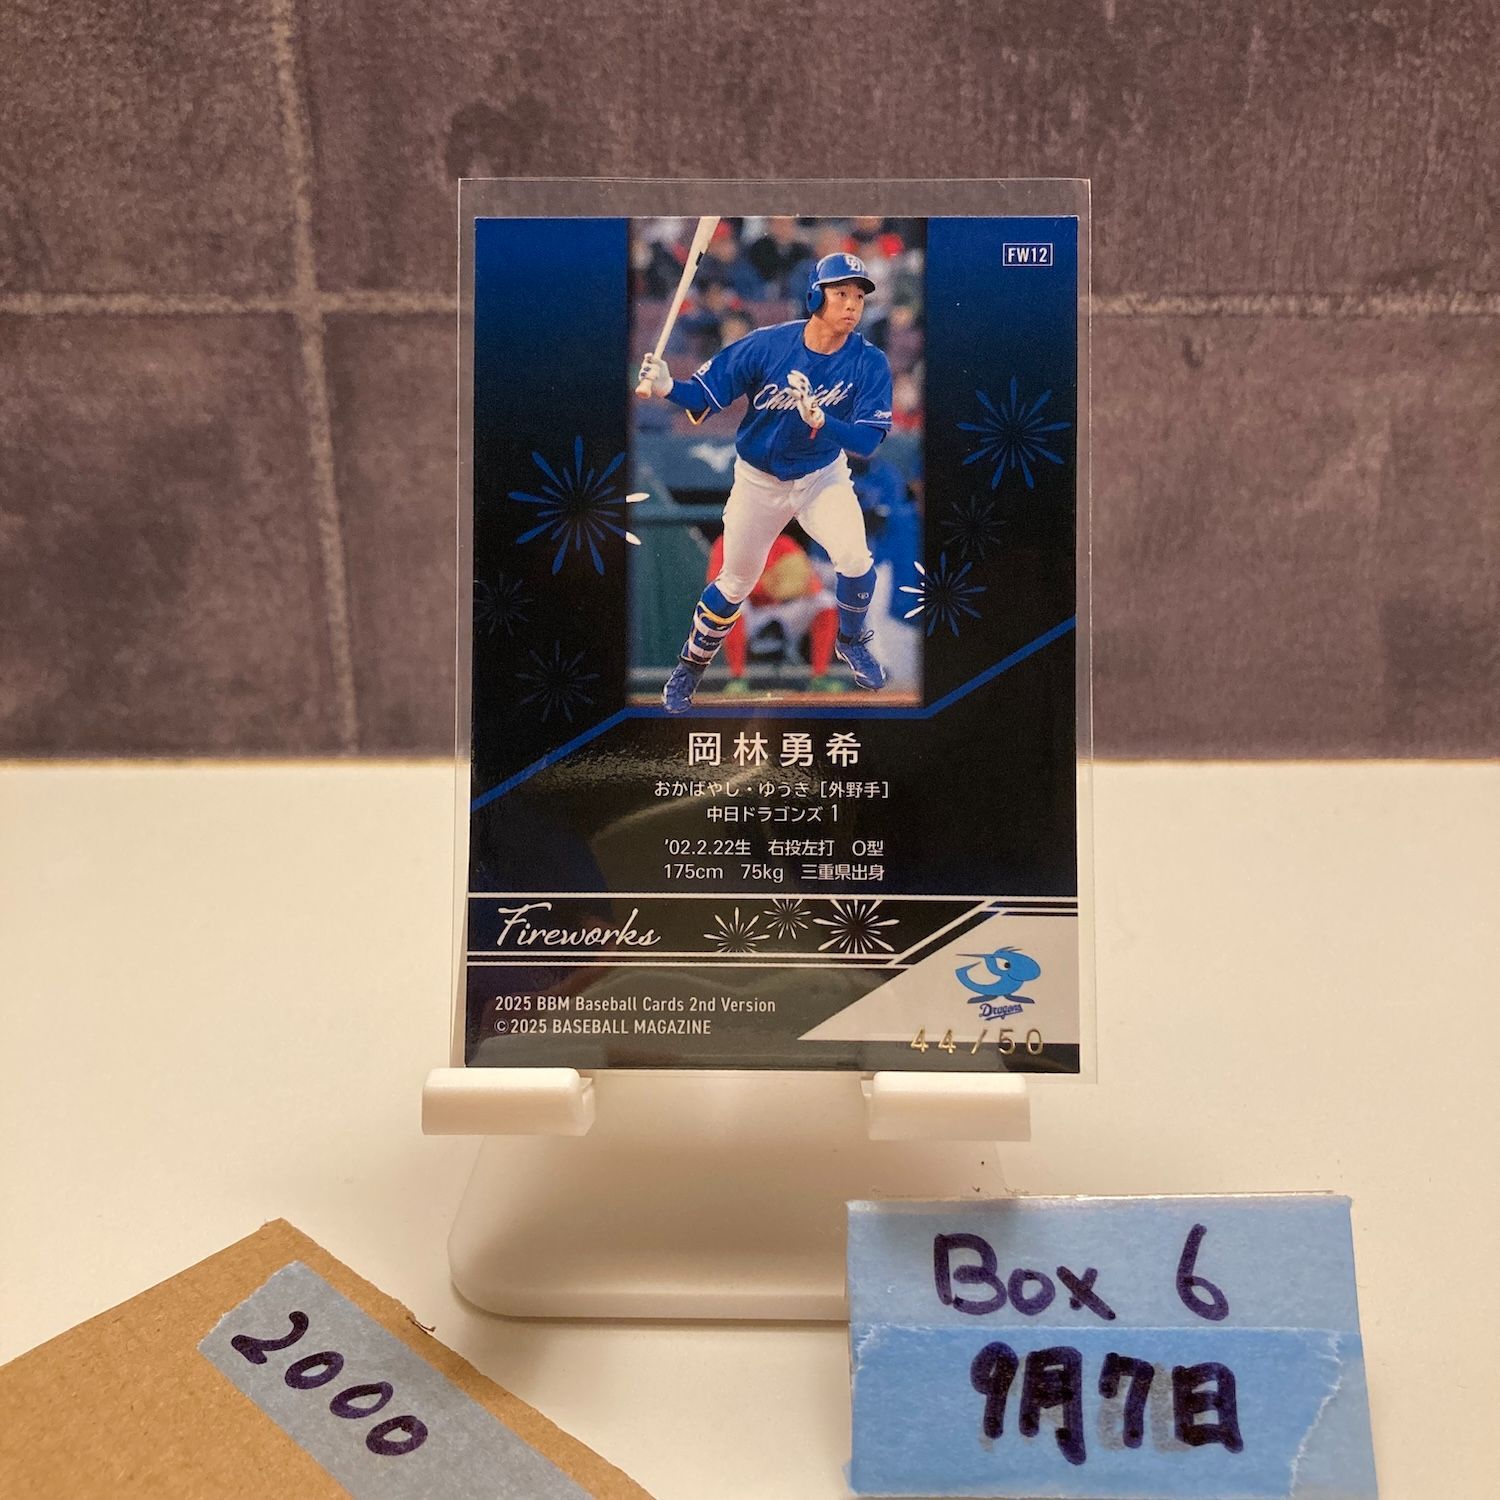 FW12
Chunichi
岡林勇希
おかばやし・ゆうき［外野手］
中日ドラゴンズ 1
'02.2.22生 右投左打 O型
175cm 75kg 三重県出身
Fireworks
2025 BBM Baseball Cards 2nd Version
©2025 BASEBALL MAGAZINE
Dragons
44/50
2000
Box 6
9月7日